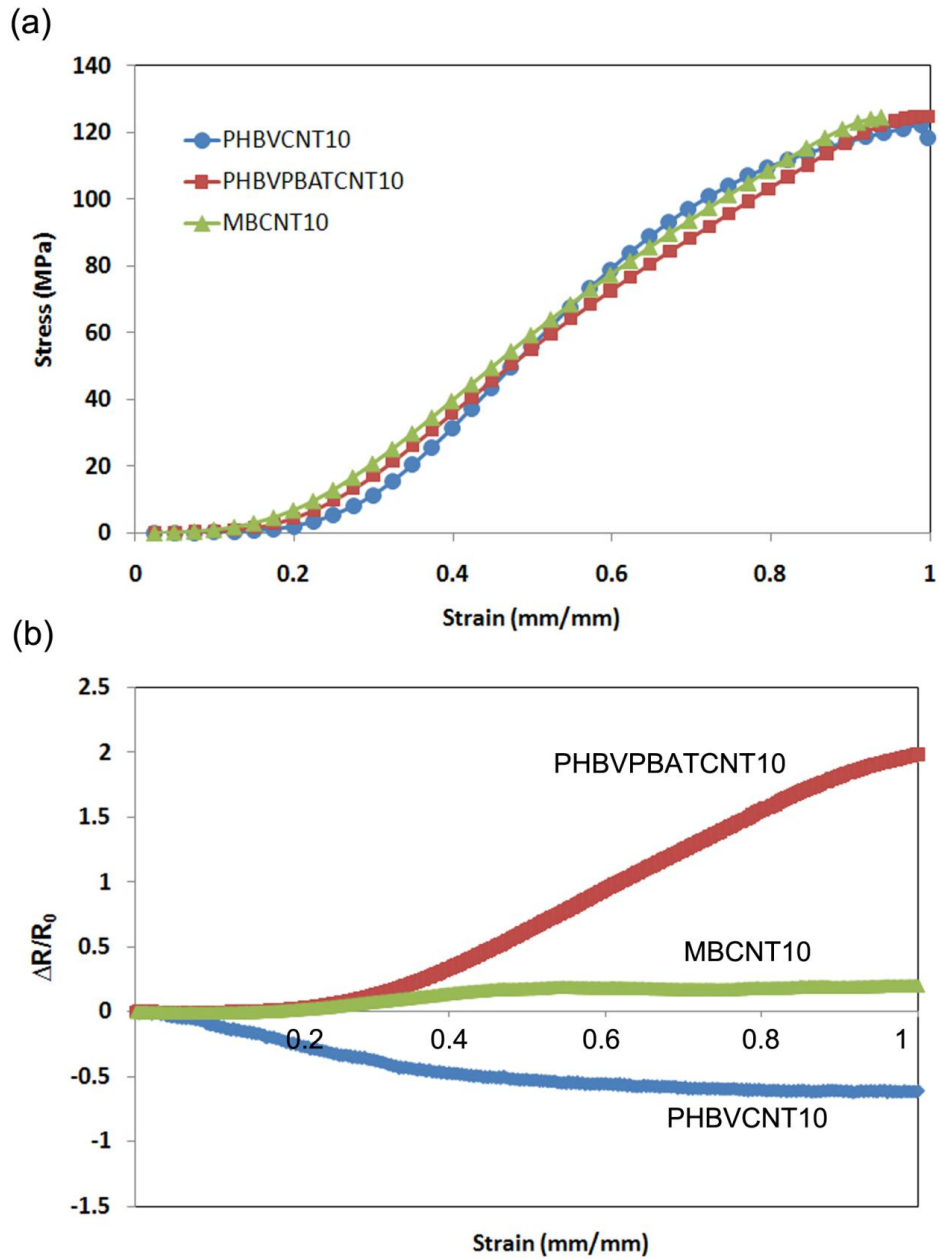 (a)
140
120
100
80
60
40
20
0
Stress (MPa)
PHBVCNT10
PHBVPBATCNT10
MBCNT10
0 0.2 0.4 0.6 0.8 1
Strain (mm/mm)
(b)
2.5
2
1.5
1
0.5
0
-0.5
-1
-1.5
ΔR/R₀
PHBVPBATCNT10
MBCNT10
0.2 0.4 0.6 0.8 1
PHBVCNT10
Strain (mm/mm)